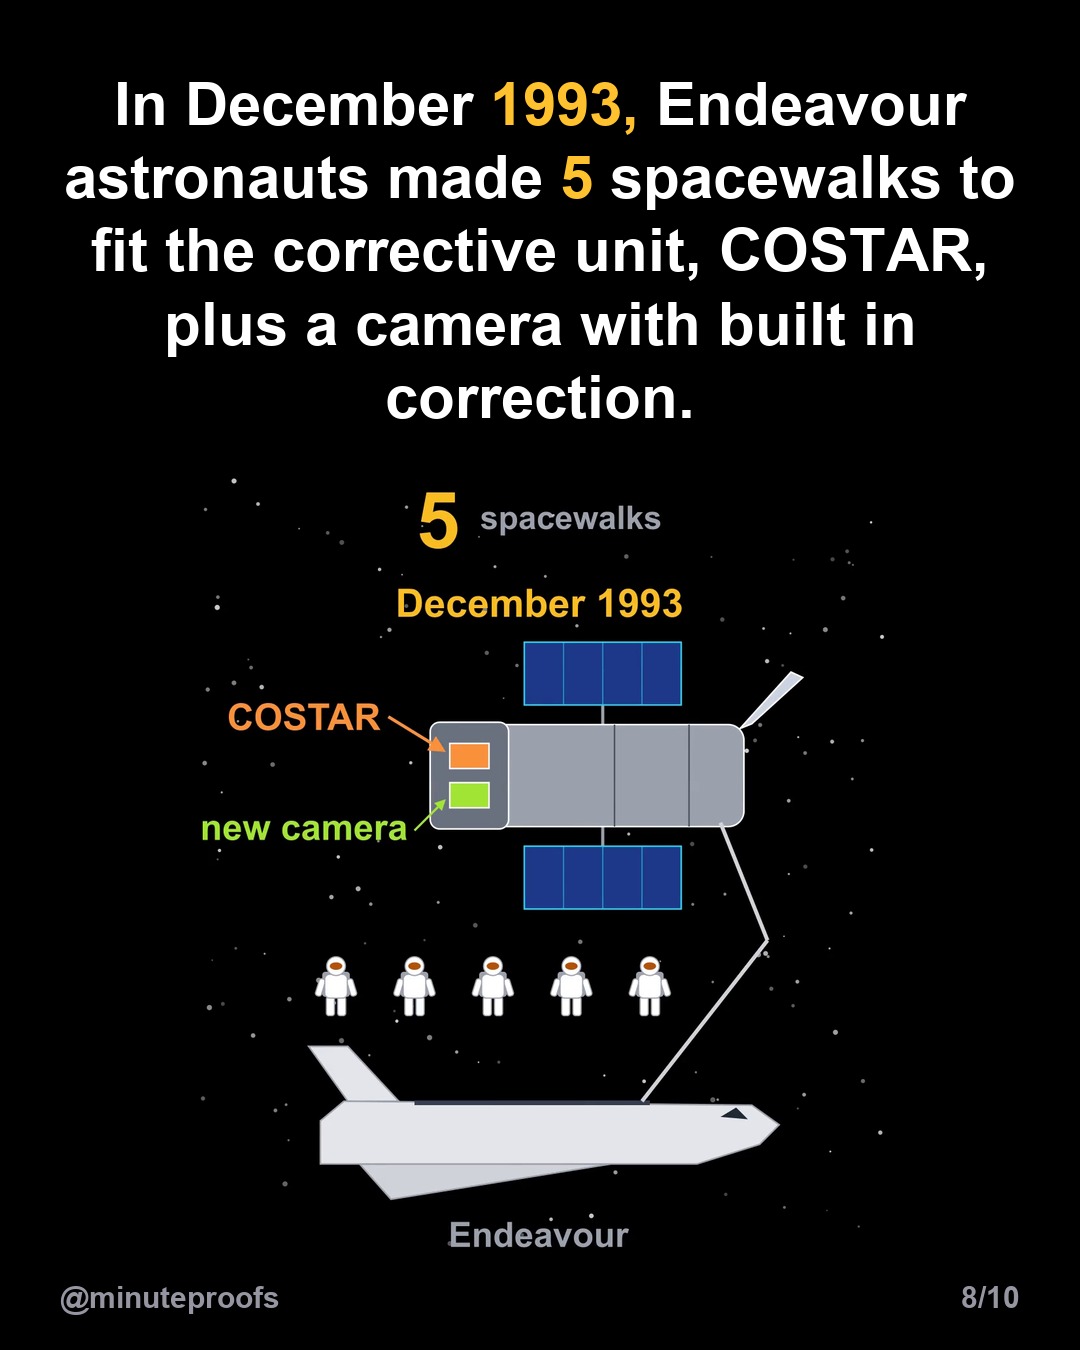 In December 1993, Endeavour
astronauts made 5 spacewalks to
fit the corrective unit, COSTAR,
plus a camera with built in
correction.
5 spacewalks
December 1993
COSTAR
new camera
Endeavour
@minuteproofs
8/10